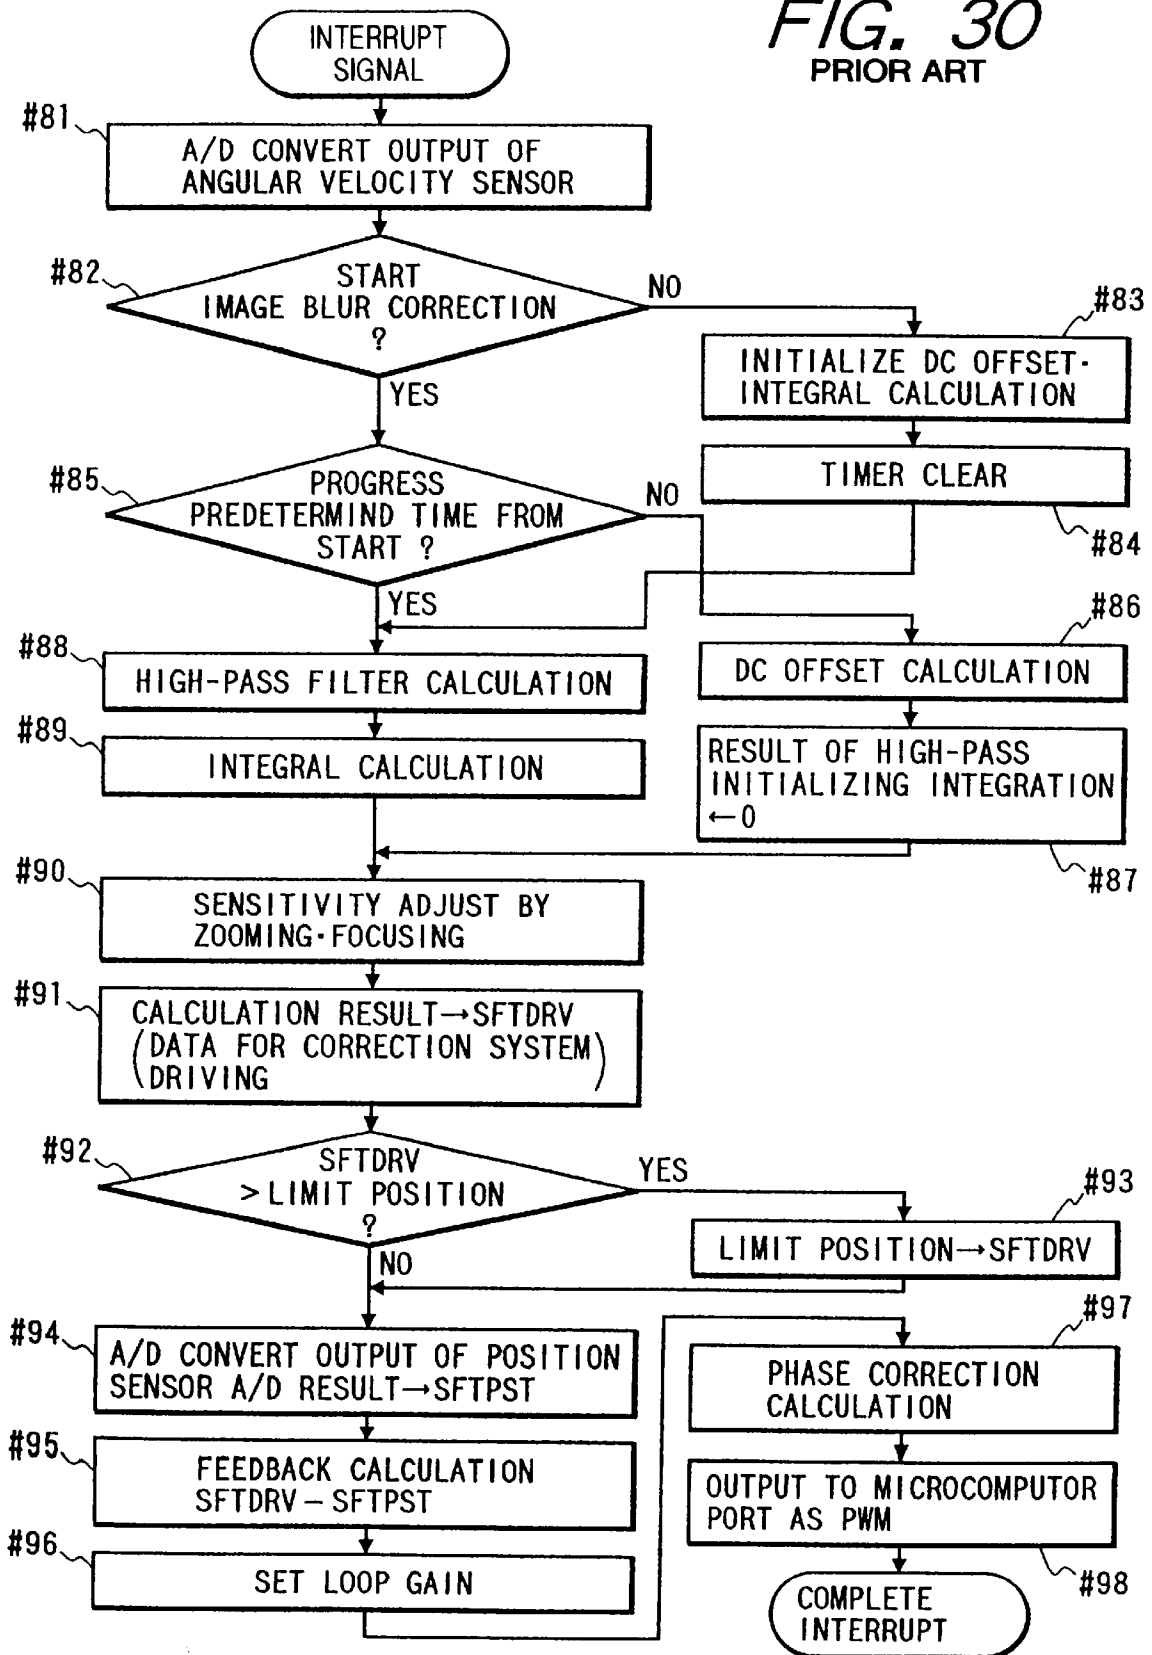 FIG. 30
PRIOR ART
INTERRUPT
SIGNAL
#81
A/D CONVERT OUTPUT OF
ANGULAR VELOCITY SENSOR
#82
START
IMAGE BLUR CORRECTION
?
NO
YES
#83
INITIALIZE DC OFFSET·
INTEGRAL CALCULATION
TIMER CLEAR
#84
#85
PROGRESS
PREDETERMIND TIME FROM
START ?
NO
YES
#86
DC OFFSET CALCULATION
#88
HIGH-PASS FILTER CALCULATION
#89
INTEGRAL CALCULATION
RESULT OF HIGH-PASS
INITIALIZING INTEGRATION
←0
#87
#90
SENSITIVITY ADJUST BY
ZOOMING·FOCUSING
#91
CALCULATION RESULT→SFTDRV
(DATA FOR CORRECTION SYSTEM)
DRIVING
#92
SFTDRV
>LIMIT POSITION
?
YES
NO
#93
LIMIT POSITION→SFTDRV
#94
A/D CONVERT OUTPUT OF POSITION
SENSOR A/D RESULT→SFTPST
#95
FEEDBACK CALCULATION
SFTDRV-SFTPST
#96
SET LOOP GAIN
#97
PHASE CORRECTION
CALCULATION
OUTPUT TO MICROCOMPUTOR
PORT AS PWM
#98
COMPLETE
INTERRUPT